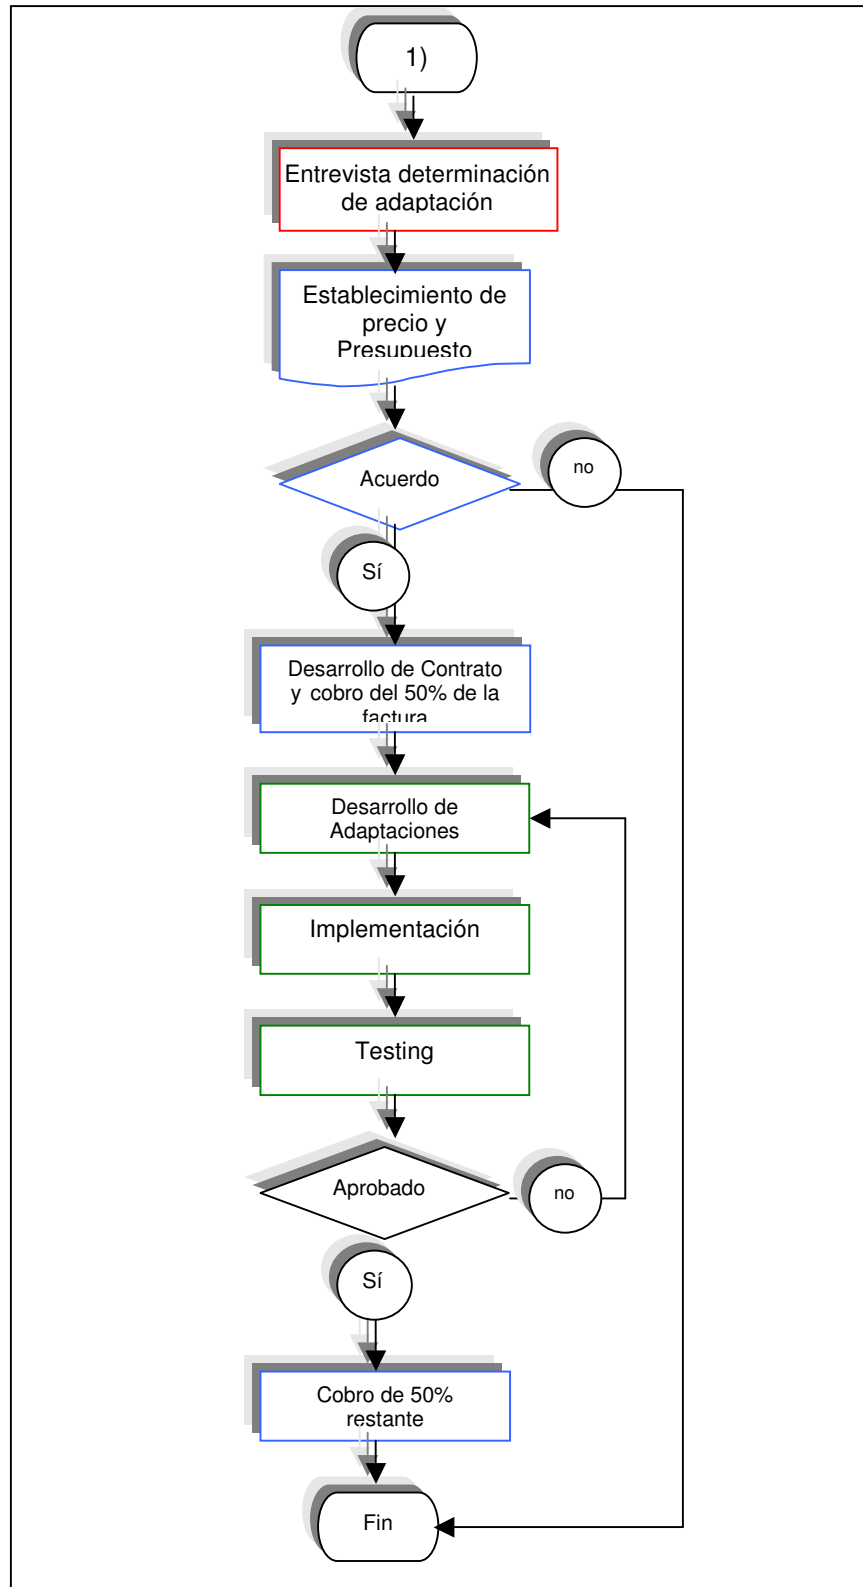 1)
Entrevista determinación
de adaptación
Establecimiento de
precio y
Presupuesto
Acuerdo
no
Sí
Desarrollo de Contrato
y cobro del 50% de la
factura
Desarrollo de
Adaptaciones
Implementación
Testing
Aprobado
no
Sí
Cobro de 50%
restante
Fin